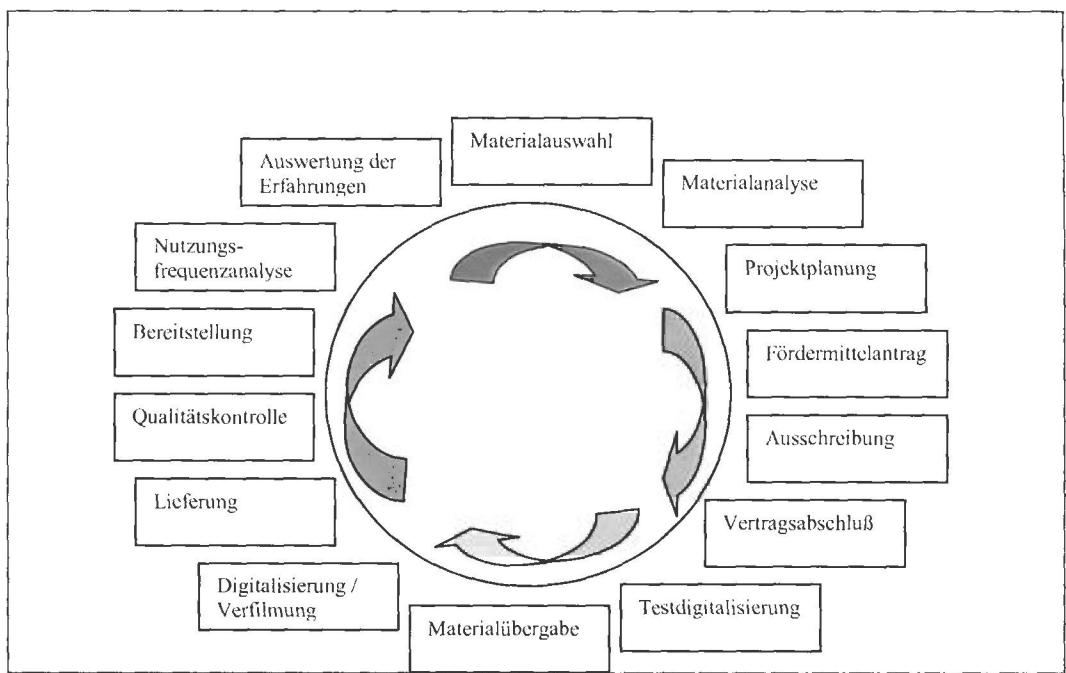 Materialauswahl
Materialanalyse
Projektplanung
Fördermittelantrag
Ausschreibung
Vertragsabschluß
Testdigitalisierung
Materialübergabe
Digitalisierung /
Verfilmung
Lieferung
Qualitätskontrolle
Bereitstellung
Nutzungs-
frequenzanalyse
Auswertung der
Erfahrungen